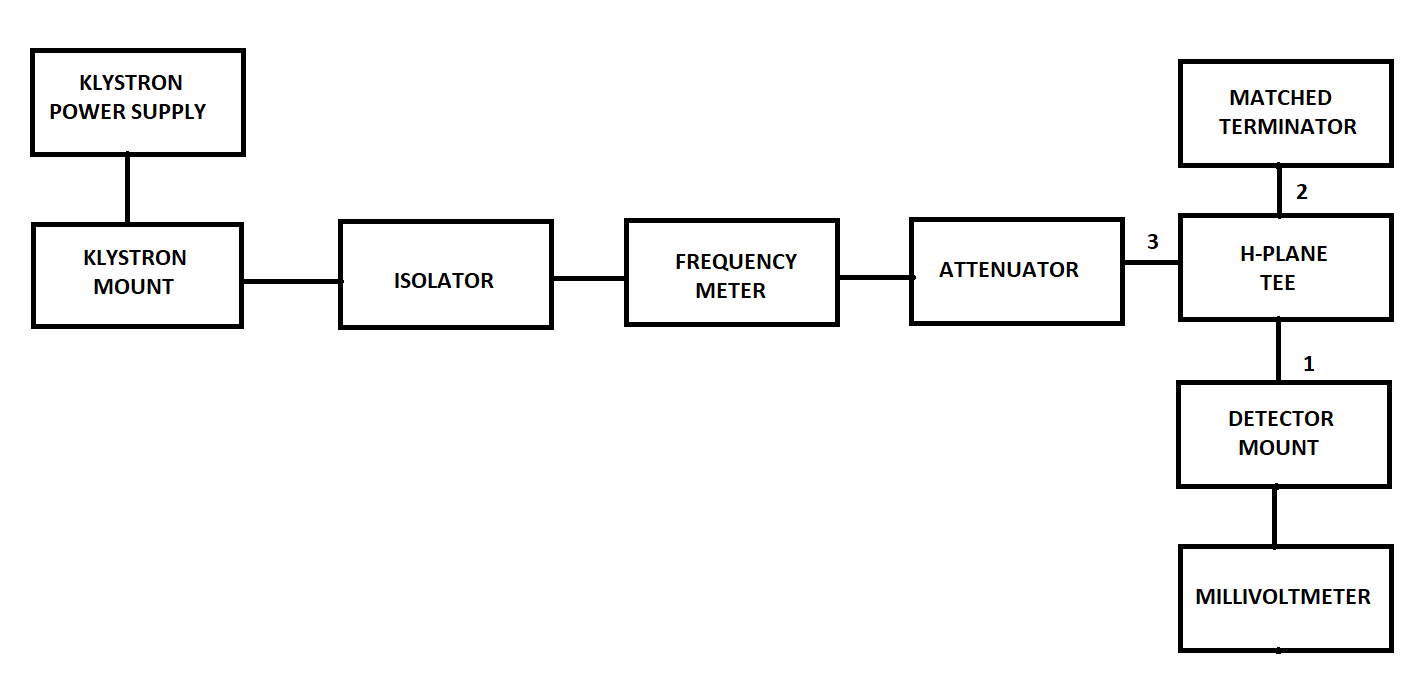 KLYSTRON
POWER SUPPLY
KLYSTRON
MOUNT
ISOLATOR
FREQUENCY
METER
ATTENUATOR
3
H-PLANE
TEE
2
MATCHED
TERMINATOR
1
DETECTOR
MOUNT
MILLIVOLTMETER